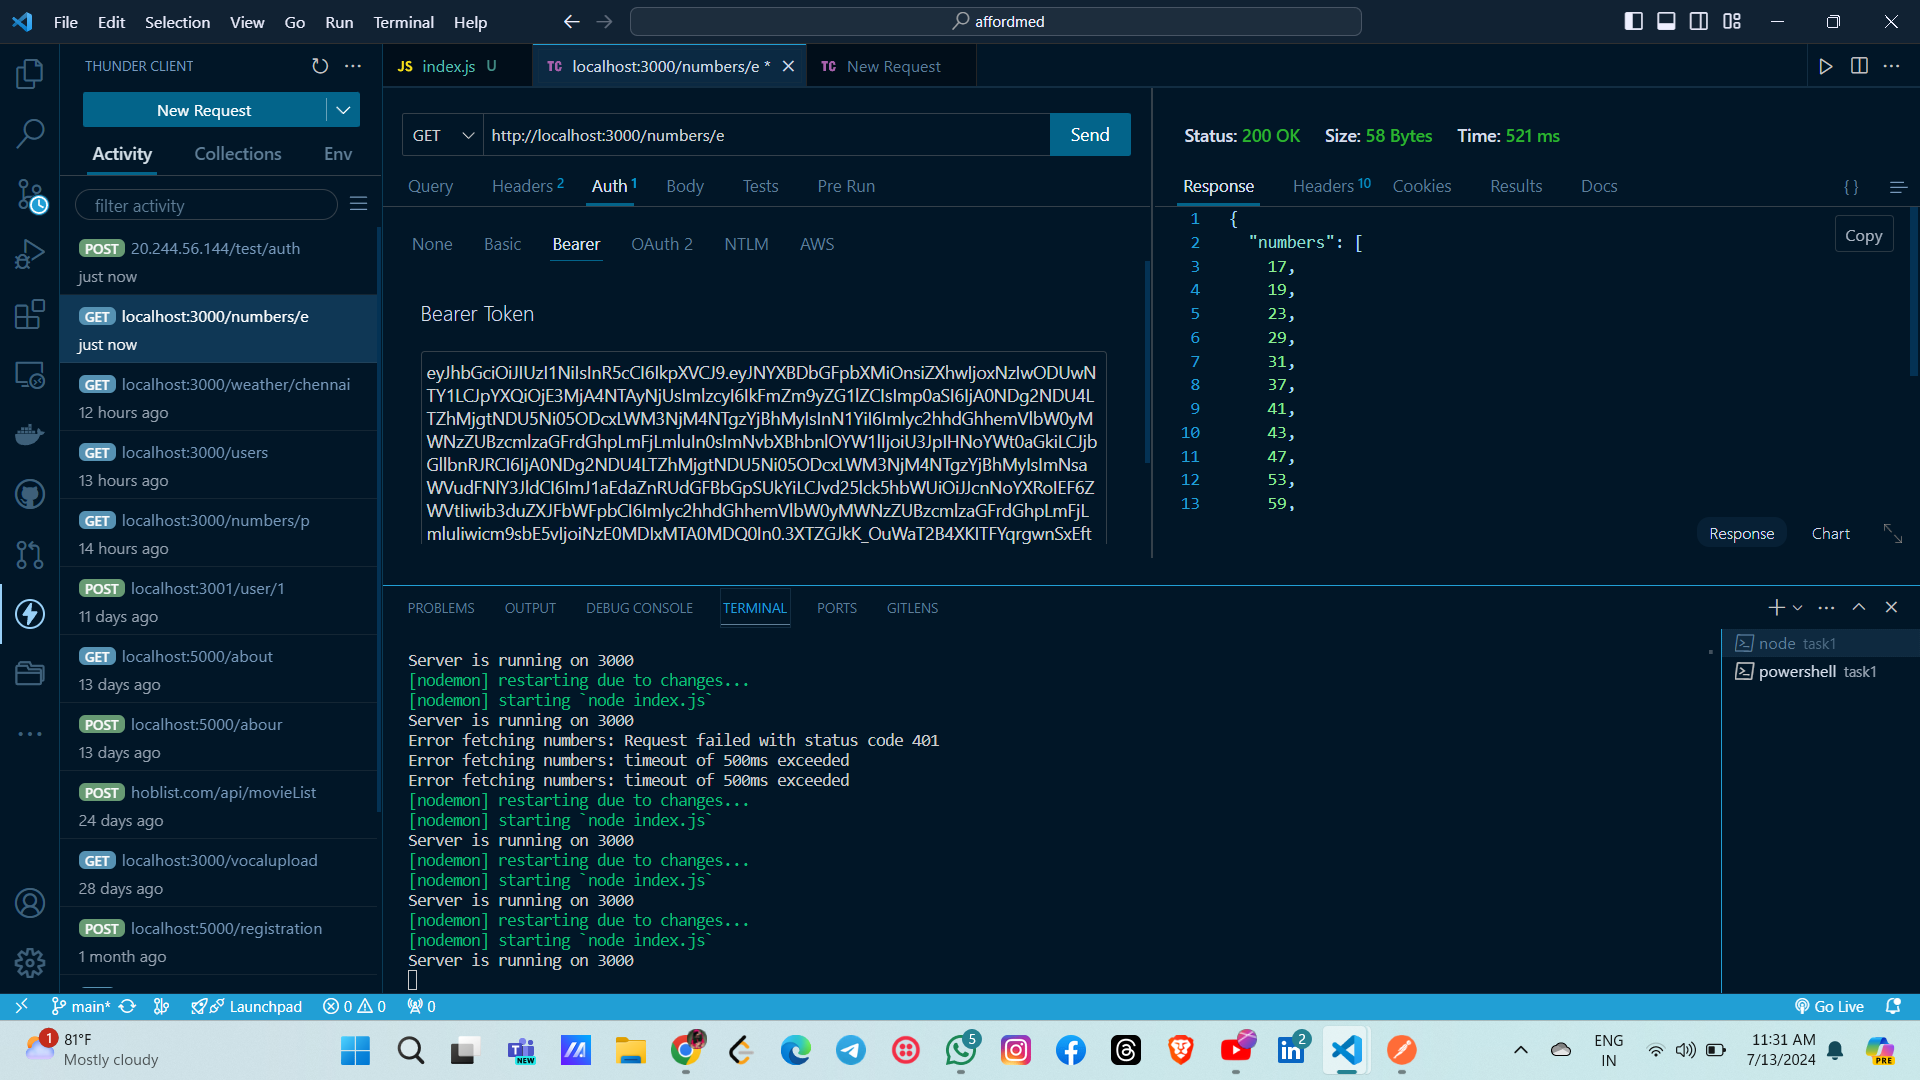 File Edit Selection View Go Run Terminal Help
affordmed
THUNDER CLIENT
New Request
Activity Collections Env
filter activity
POST 20.244.56.144/test/auth
just now
GET localhost:3000/numbers/e
just now
GET localhost:3000/weather/chennai
12 hours ago
GET localhost:3000/users
13 hours ago
GET localhost:3000/numbers/p
14 hours ago
POST localhost:3001/user/1
11 days ago
GET localhost:5000/about
13 days ago
POST localhost:5000/abour
13 days ago
POST hoblist.com/api/movieList
24 days ago
GET localhost:3000/vocalupload
28 days ago
POST localhost:5000/registration
1 month ago
JS index.js U
TC localhost:3000/numbers/e *
TC New Request
GET http://localhost:3000/numbers/e Send
Query Headers 2 Auth 1 Body Tests Pre Run
None Basic Bearer OAuth 2 NTLM AWS
Bearer Token
Status: 200 OK Size: 58 Bytes Time: 521 ms
Response Headers 10 Cookies Results Docs
{ }
Copy
1 {
2 "numbers": [
3 17,
4 19,
5 23,
6 29,
7 31,
8 37,
9 41,
10 43,
11 47,
12 53,
13 59,
Response Chart
PROBLEMS OUTPUT DEBUG CONSOLE TERMINAL PORTS GITLENS
Server is running on 3000
[nodemon] restarting due to changes...
[nodemon] starting `node index.js`
Server is running on 3000
Error fetching numbers: Request failed with status code 401
Error fetching numbers: timeout of 500ms exceeded
Error fetching numbers: timeout of 500ms exceeded
[nodemon] restarting due to changes...
[nodemon] starting `node index.js`
Server is running on 3000
[nodemon] restarting due to changes...
[nodemon] starting `node index.js`
Server is running on 3000
[nodemon] restarting due to changes...
[nodemon] starting `node index.js`
Server is running on 3000
node task1
powershell task1
main* Launchpad 0 0 0
Go Live
1
81°F
Mostly cloudy
NEW
5
2
ENG
IN
11:31 AM
7/13/2024
PRE